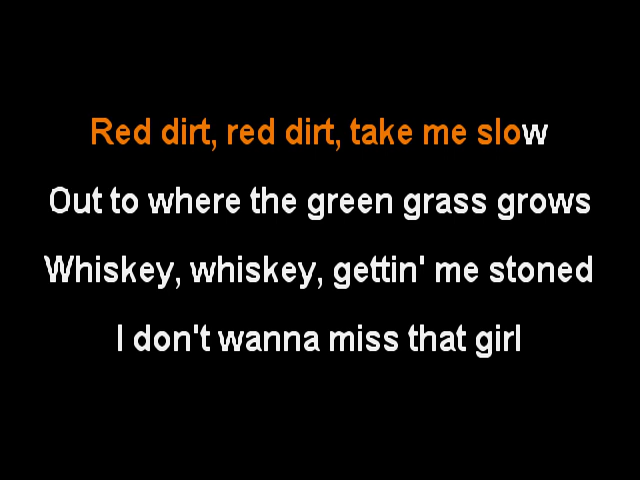 Red dirt, red dirt, take me slow
Out to where the green grass grows
Whiskey, whiskey, gettin' me stoned
I don't wanna miss that girl